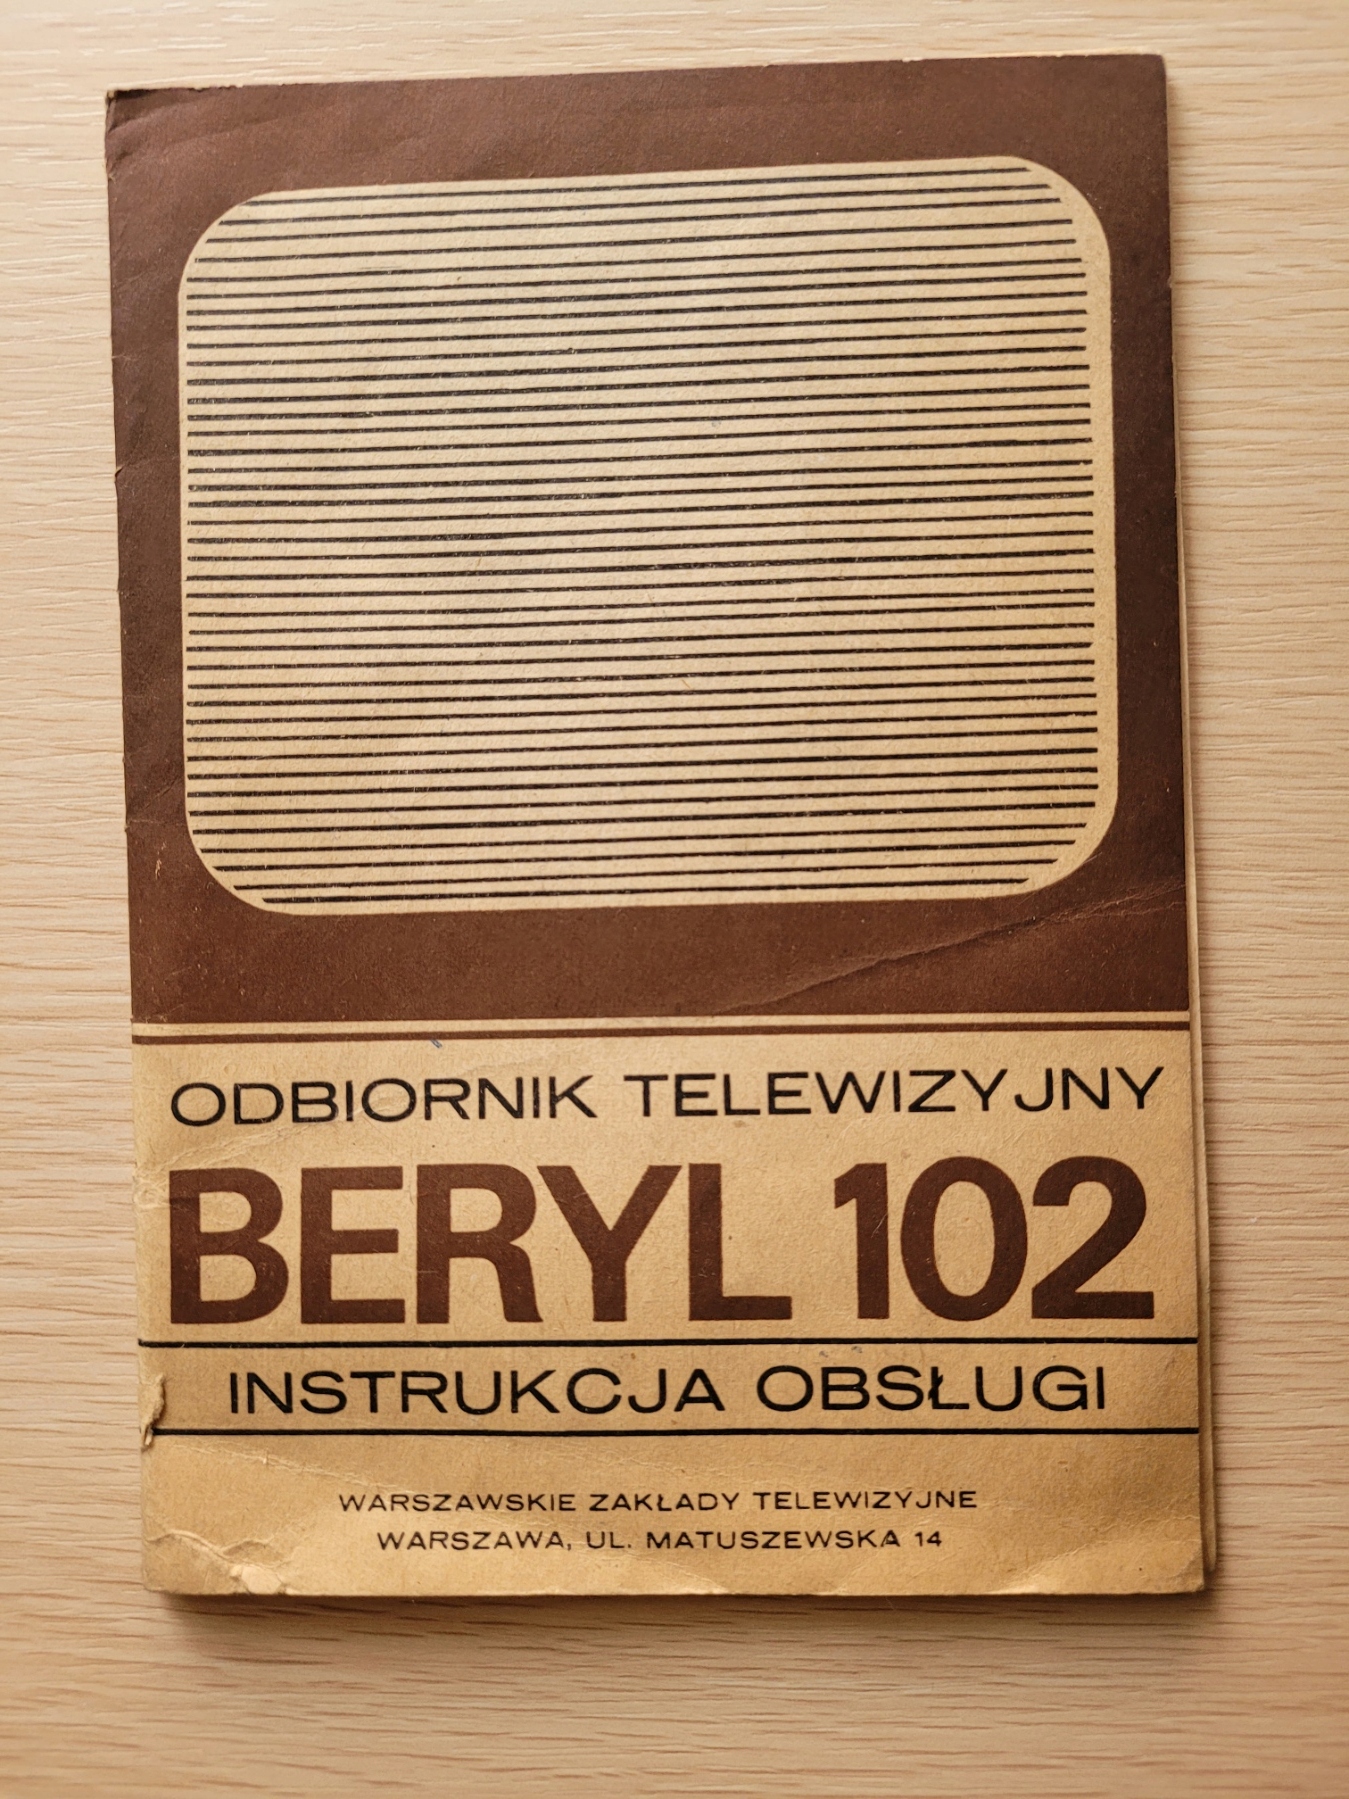 ODBIORNIK TELEWIZYJNY
BERYL 102
INSTRUKCJA OBSŁUGI
WARSZAWSKIE ZAKŁADY TELEWIZYJNE
WARSZAWA, UL. MATUSZEWSKA 14